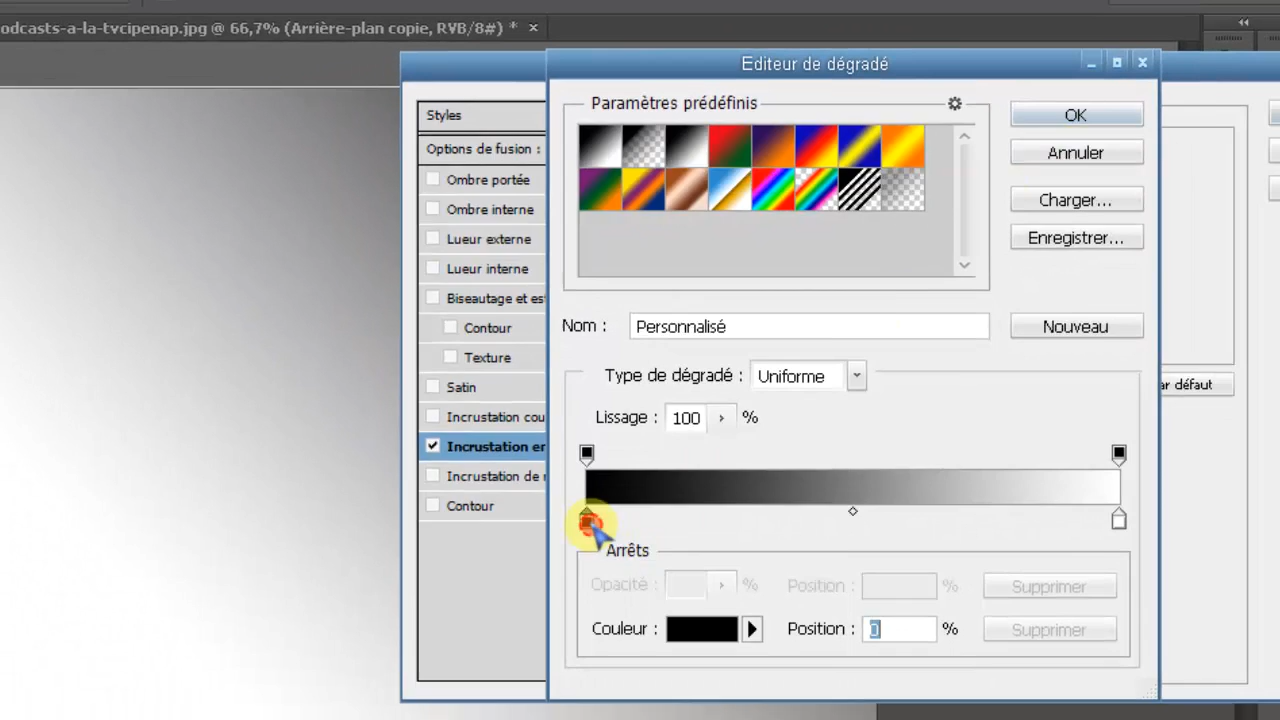 odcasts-a-la-tvcipenap.jpg @ 66,7% (Arrière-plan copie, RVB/8#) *
Editeur de dégradé
Styles
Options de fusion :
Ombre portée
Ombre interne
Lueur externe
Lueur interne
Biseautage et es
Contour
Texture
Satin
Incrustation cou
Incrustation en
Incrustation de
Contour
Paramètres prédéfinis
OK
Annuler
Charger...
Enregistrer...
Nom :
Personnalisé
Nouveau
Type de dégradé :
Uniforme
Lissage :
100
%
Arrêts
Opacité :
%
Position :
%
Supprimer
Couleur :
Position :
0
%
Supprimer
ar défaut